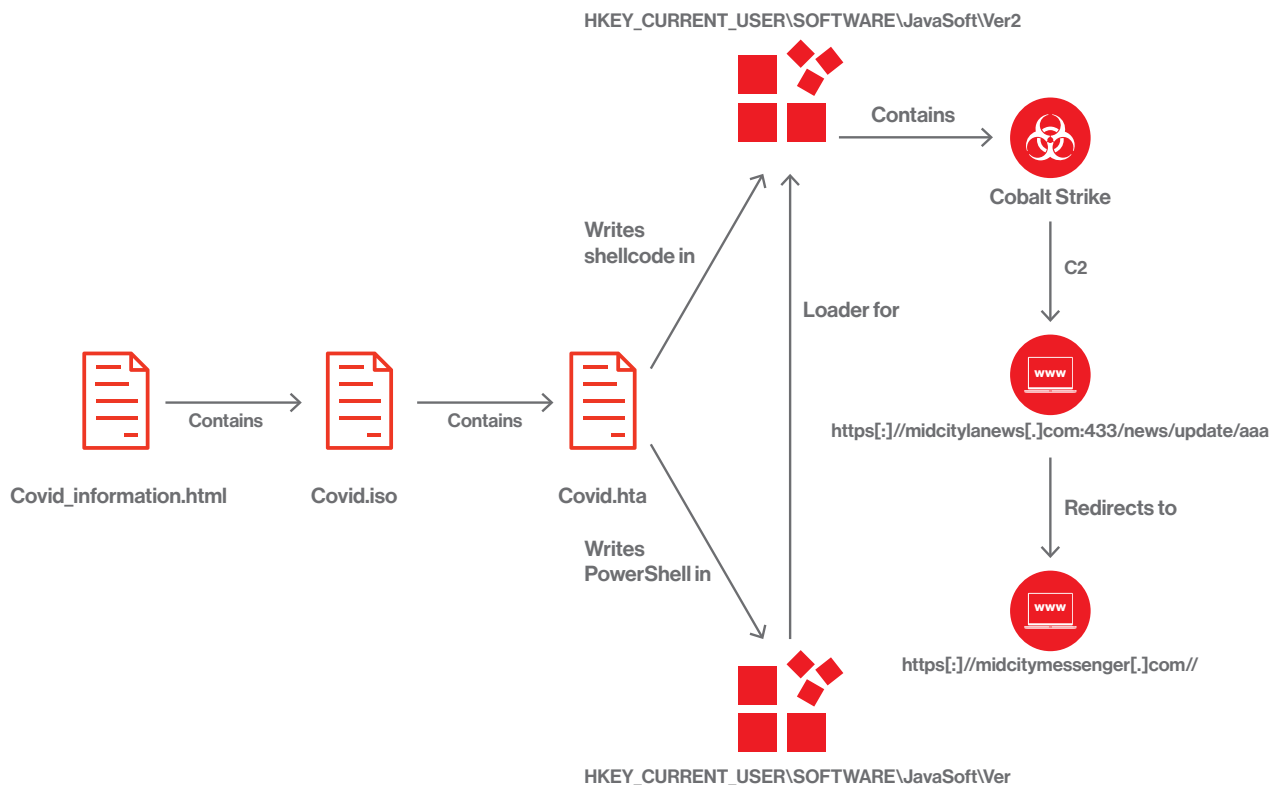 HKEY_CURRENT_USER\SOFTWARE\JavaSoft\Ver2
Contains
Cobalt Strike
Writes
shellcode in
C2
Loader for
www
https[:]//midcitylanews[.]com:433/news/update/aaa
Contains
Contains
Covid_information.html
Covid.iso
Covid.hta
Redirects to
Writes
PowerShell in
www
https[:]//midcitymessenger[.]com//
HKEY_CURRENT_USER\SOFTWARE\JavaSoft\Ver